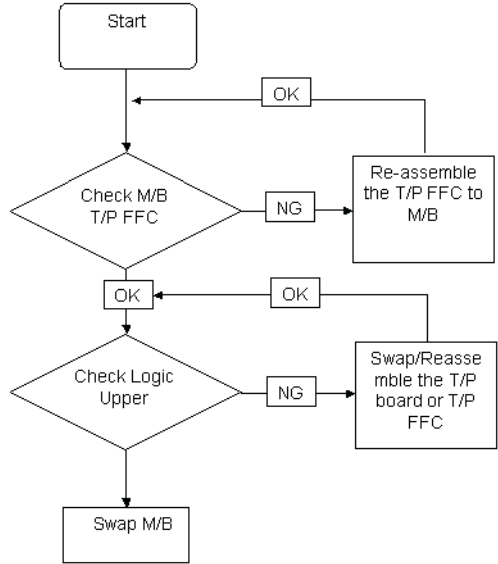 Start
OK
Check M/B
T/P FFC
NG
Re-assemble
the T/P FFC to
M/B
OK
OK
Check Logic
Upper
NG
Swap/Reasse
mble the T/P
board or T/P
FFC
Swap M/B